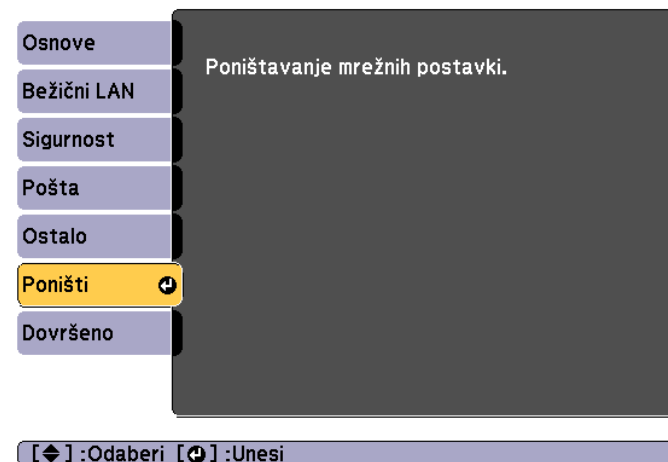 Osnove
Poništavanje mrežnih postavki.
Bežični LAN
Sigurnost
Pošta
Ostalo
Poništi
Dovršeno
[◆] :Odaberi [⏎] :Unesi